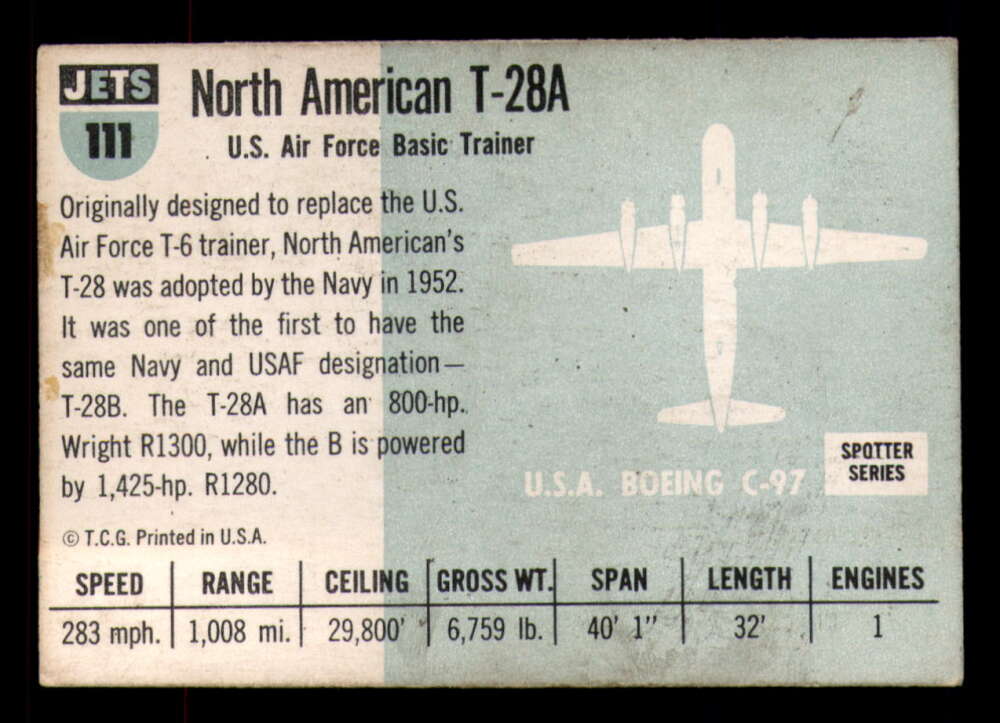 JETS
111
North American T-28A
U.S. Air Force Basic Trainer
Originally designed to replace the U.S.
Air Force T-6 trainer, North American's
T-28 was adopted by the Navy in 1952.
It was one of the first to have the
same Navy and USAF designation—
T-28B. The T-28A has an 800-hp.
Wright R1300, while the B is powered
by 1,425-hp. R1280.
© T.C.G. Printed in U.S.A.
U.S.A. BOEING C-97
SPOTTER
SERIES
SPEED RANGE CEILING GROSS WT. SPAN LENGTH ENGINES
283 mph. 1,008 mi. 29,800' 6,759 lb. 40' 1" 32' 1